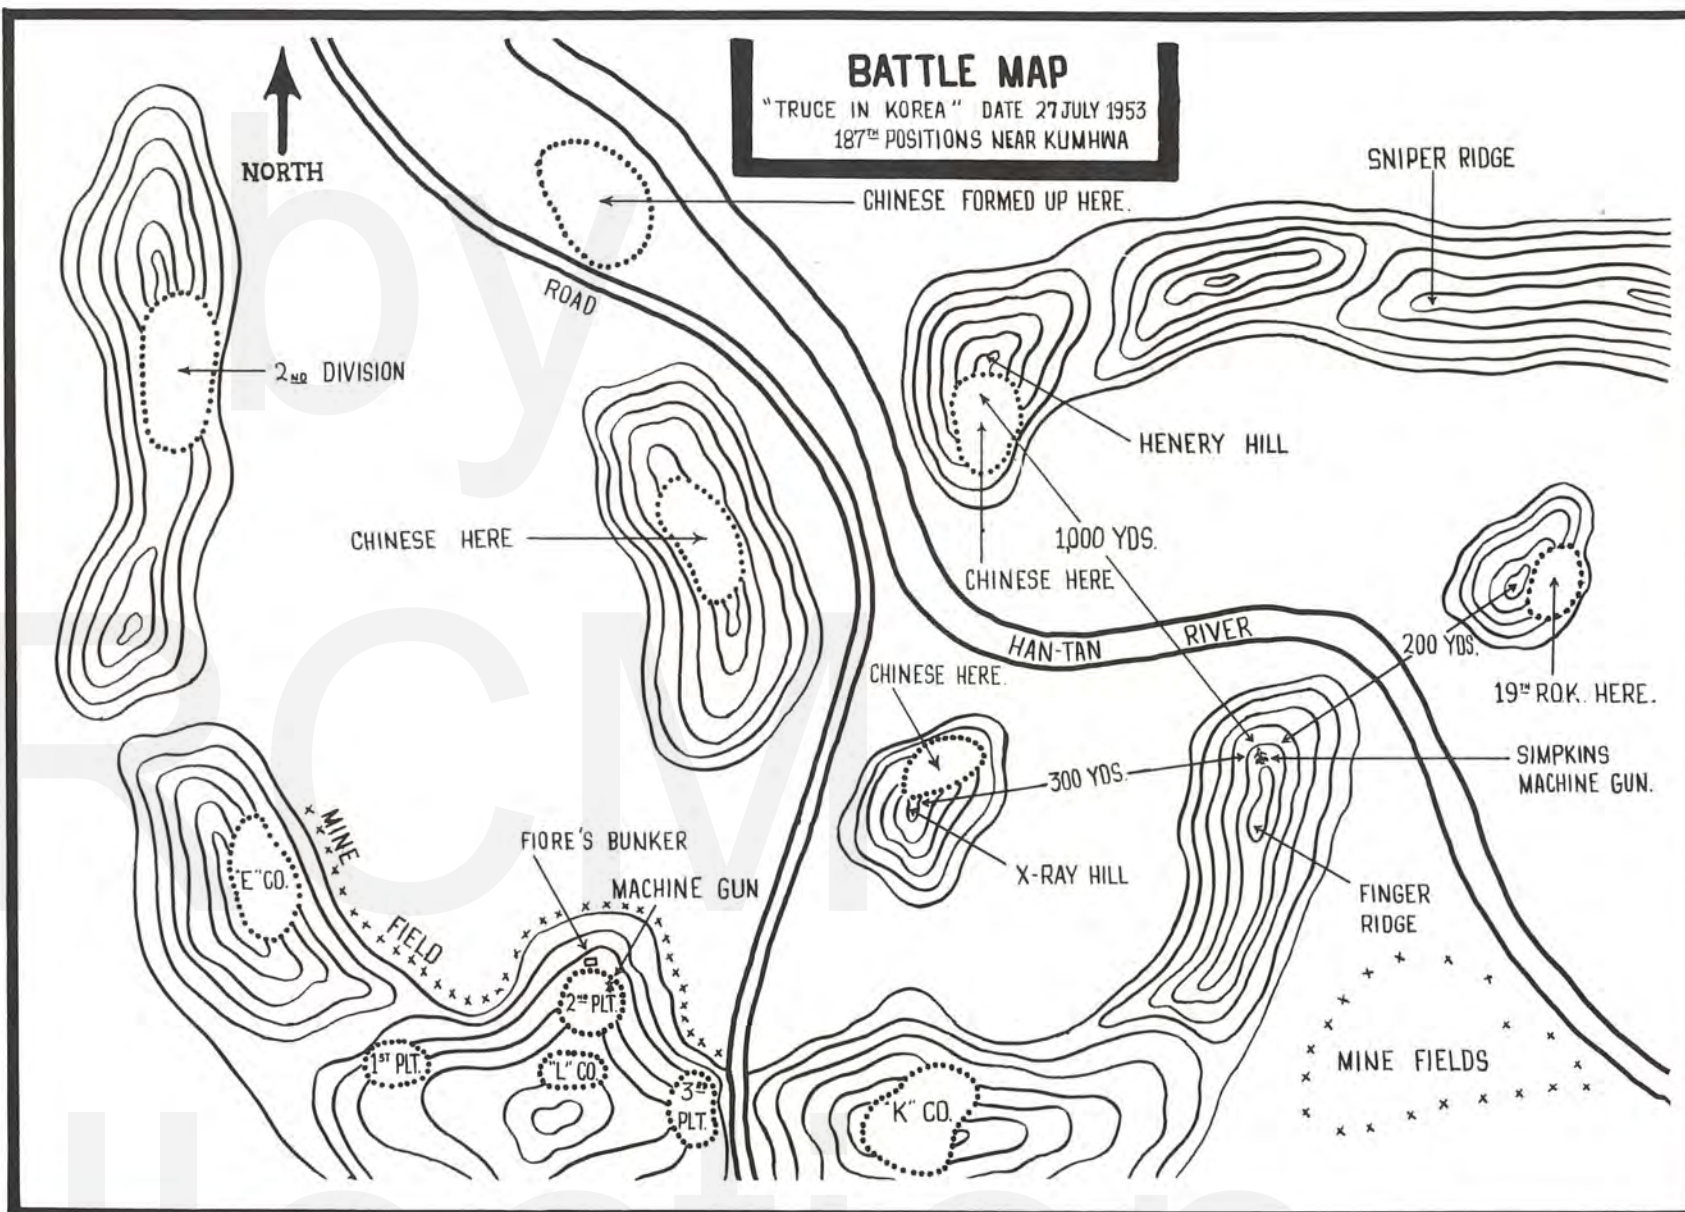 BATTLE MAP
"TRUCE IN KOREA" DATE 27 JULY 1953
187TH POSITIONS NEAR KUMHWA
NORTH
SNIPER RIDGE
CHINESE FORMED UP HERE.
ROAD
2ND DIVISION
HENERY HILL
CHINESE HERE
1,000 YDS.
CHINESE HERE
HAN-TAN RIVER
200 YDS.
CHINESE HERE.
19TH R.O.K. HERE.
300 YDS.
SIMPKINS
MACHINE GUN.
MINE FIELD
FIORE'S BUNKER
MACHINE GUN
X-RAY HILL
"E" CO.
FINGER
RIDGE
2ND PLT.
1ST PLT.
"L" CO.
3RD
PLT.
"K" CO.
MINE FIELDS
by
RCM